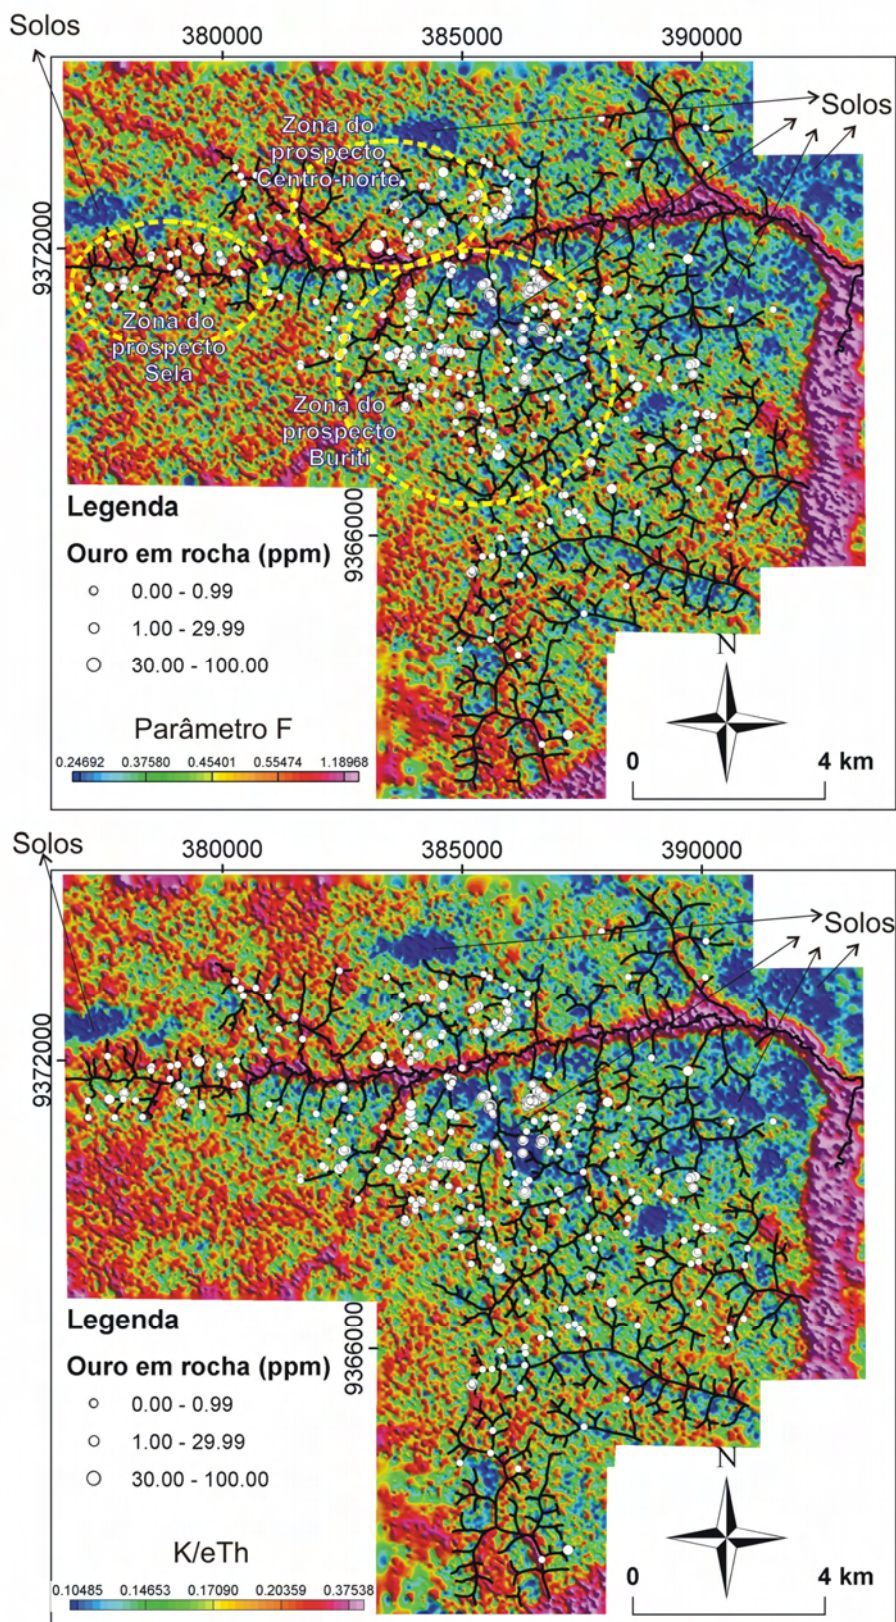 Solos
380000 385000 390000
Solos
Zona do
prospecto
Centro-norte
9372000
Zona do
prospecto
Sela
Zona do
prospecto
Buriti
9366000
Legenda
Ouro em rocha (ppm)
0.00 - 0.99
1.00 - 29.99
30.00 - 100.00
Parâmetro F
0.24692 0.37580 0.45401 0.55474 1.18968
N
0 4 km
Solos
380000 385000 390000
Solos
9372000
9366000
Legenda
Ouro em rocha (ppm)
0.00 - 0.99
1.00 - 29.99
30.00 - 100.00
K/eTh
0.10485 0.14653 0.17090 0.20359 0.37538
N
0 4 km